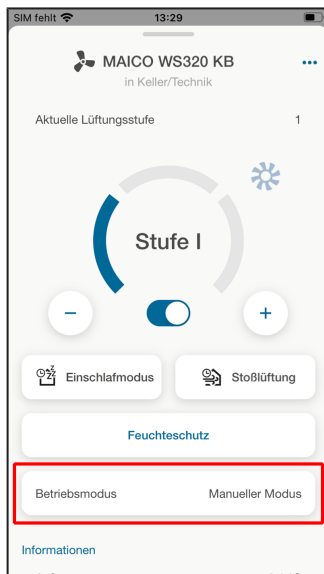 SIM fehlt 13:29
MAICO WS320 KB
in Keller/Technik
Aktuelle Lüftungsstufe 1
Stufe I
Einschlafmodus Stoßlüftung
Feuchteschutz
Betriebsmodus Manueller Modus
Informationen